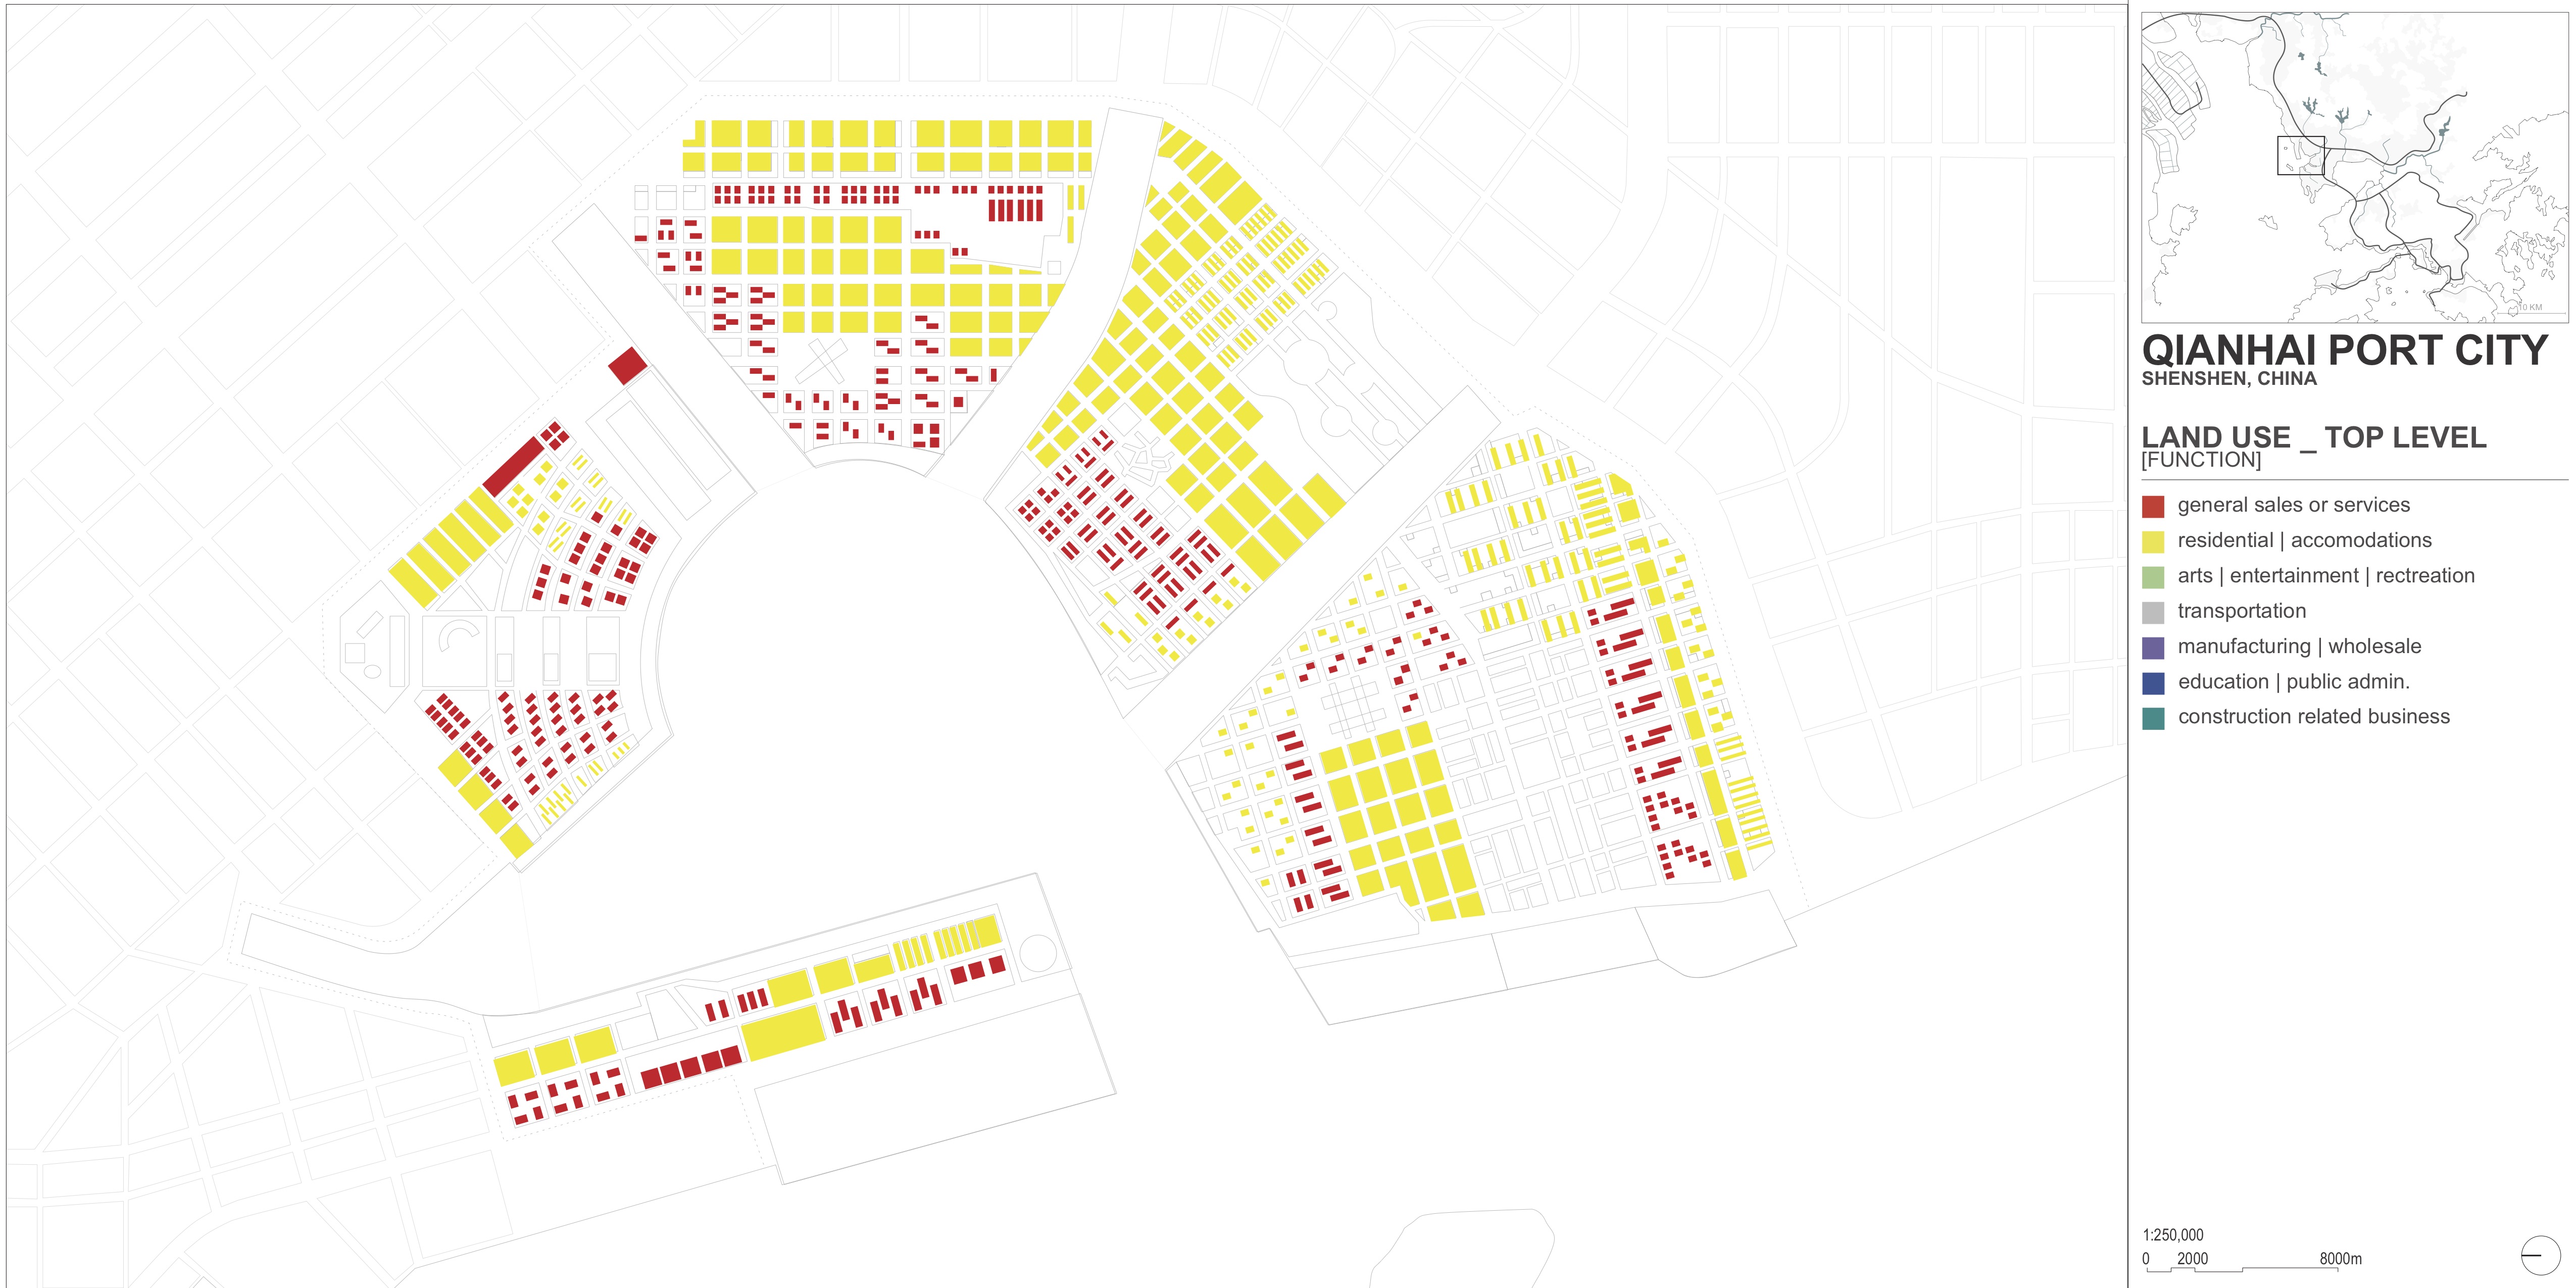 10 KM
QIANHAI PORT CITY
SHENSHEN, CHINA
LAND USE _ TOP LEVEL
[FUNCTION]
general sales or services
residential | accomodations
arts | entertainment | rectreation
transportation
manufacturing | wholesale
education | public admin.
construction related business
1:250,000
0 2000 8000m